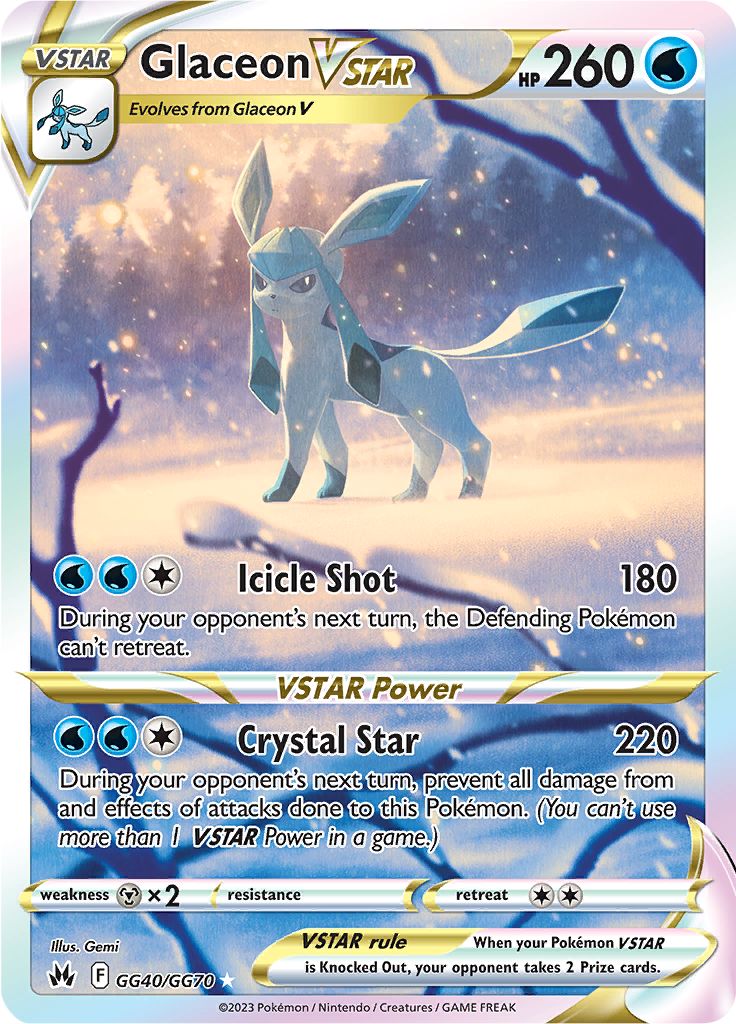 VSTAR
Glaceon VSTAR
HP 260
Evolves from Glaceon V
Icicle Shot 180
During your opponent's next turn, the Defending Pokémon
can't retreat.
VSTAR Power
Crystal Star 220
During your opponent's next turn, prevent all damage from
and effects of attacks done to this Pokémon. (You can't use
more than 1 VSTAR Power in a game.)
weakness ×2 resistance retreat
Illus. Gemi
VSTAR rule When your Pokémon VSTAR
is Knocked Out, your opponent takes 2 Prize cards.
F GG40/GG70
©2023 Pokémon / Nintendo / Creatures / GAME FREAK